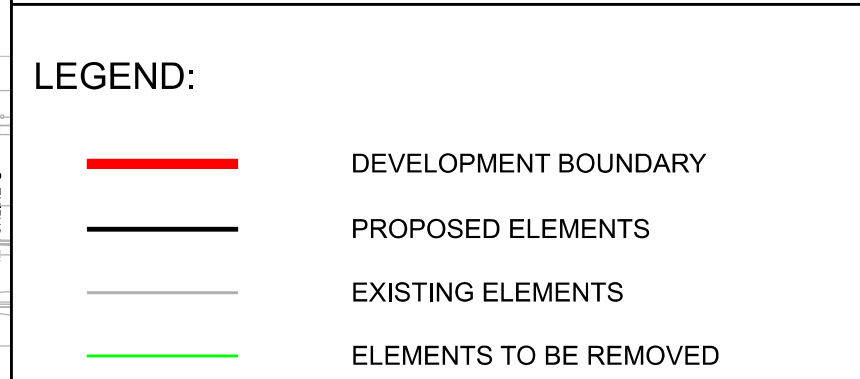 LEGEND:
DEVELOPMENT BOUNDARY
PROPOSED ELEMENTS
EXISTING ELEMENTS
ELEMENTS TO BE REMOVED